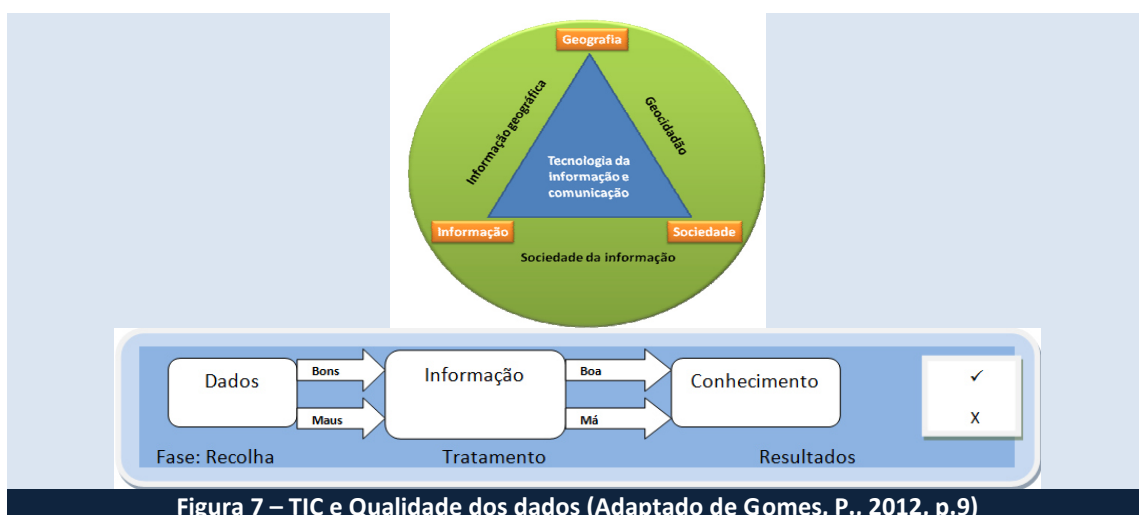 Geografia
Informação geográfica
Geocidadão
Tecnologia da
informação e
comunicação
Informação
Sociedade
Sociedade da informação
Dados
Bons
Maus
Informação
Boa
Má
Conhecimento
✓
X
Fase: Recolha
Tratamento
Resultados
Figura 7 – TIC e Qualidade dos dados (Adaptado de Gomes, P., 2012, p.9)